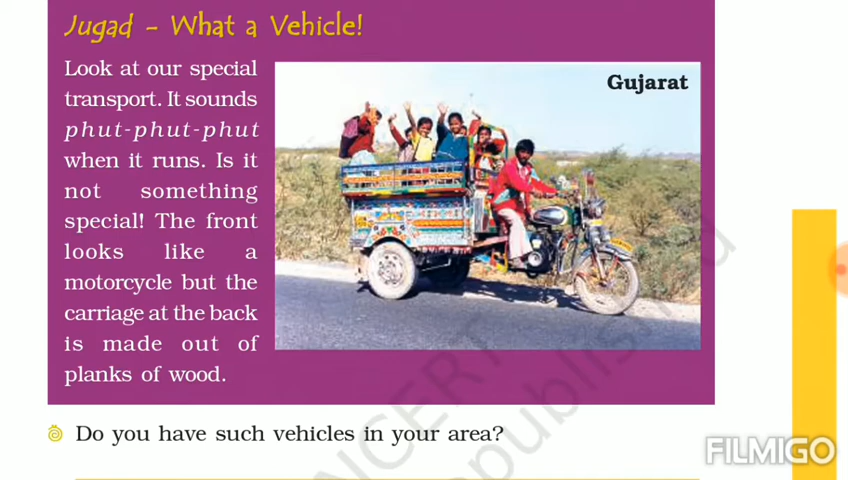 Jugad - What a Vehicle!
Look at our special
transport. It sounds
phut-phut-phut
when it runs. Is it
not something
special! The front
looks like a
motorcycle but the
carriage at the back
is made out of
planks of wood.
Gujarat
Do you have such vehicles in your area?
NCERT
republished
FILMIGO